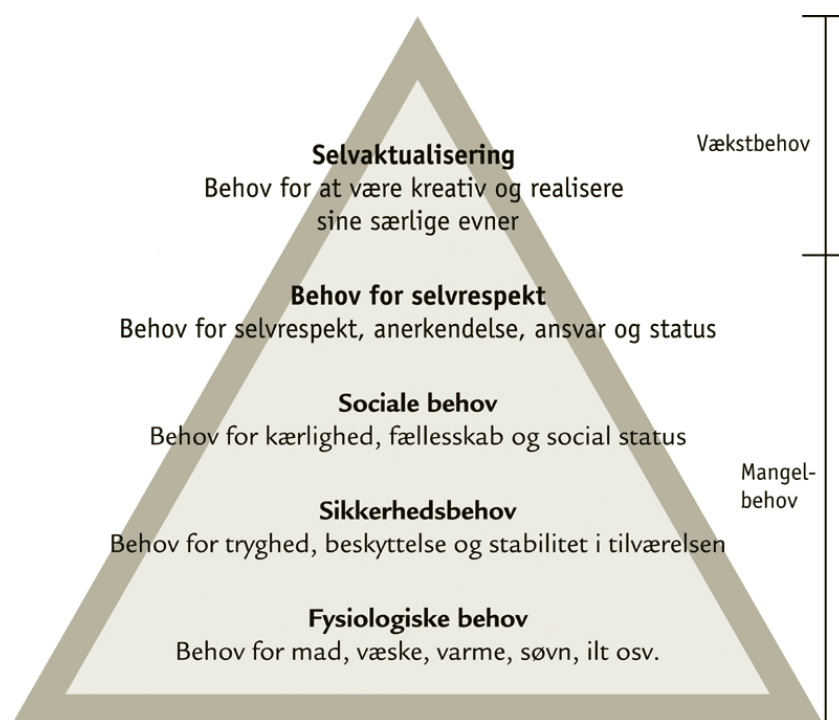 Selvaktualisering
Behov for at være kreativ og realisere
sine særlige evner
Vækstbehov
Behov for selvrespekt
Behov for selvrespekt, anerkendelse, ansvar og status
Sociale behov
Behov for kærlighed, fællesskab og social status
Mangel-
behov
Sikkerhedsbehov
Behov for tryghed, beskyttelse og stabilitet i tilværelsen
Fysiologiske behov
Behov for mad, væske, varme, søvn, ilt osv.